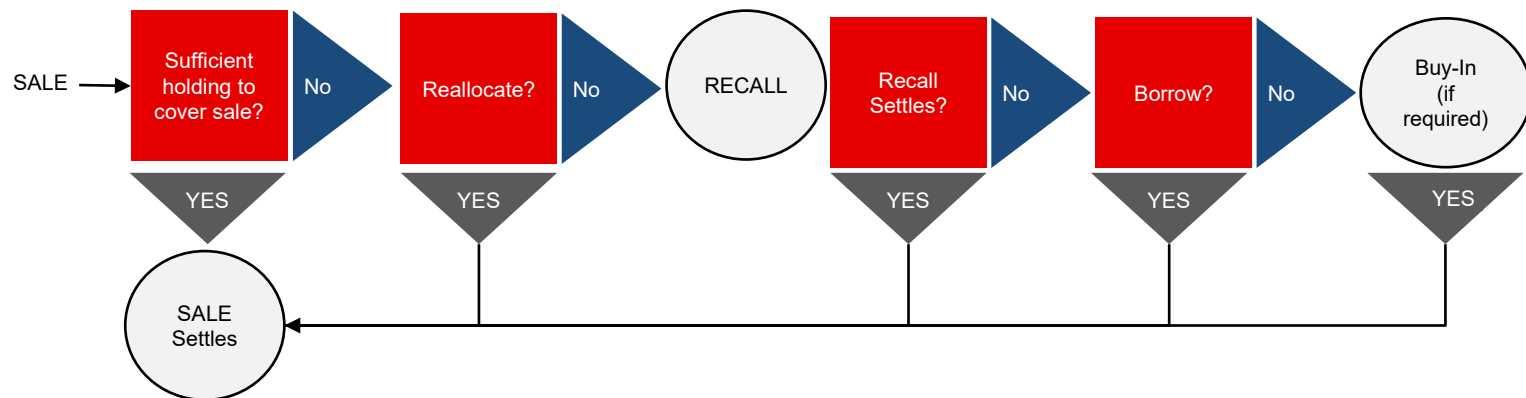 SALE
Sufficient
holding to
cover sale?
No
Reallocate?
No
RECALL
Recall
Settles?
No
Borrow?
No
Buy-In
(if
required)
YES
YES
YES
YES
YES
SALE
Settles